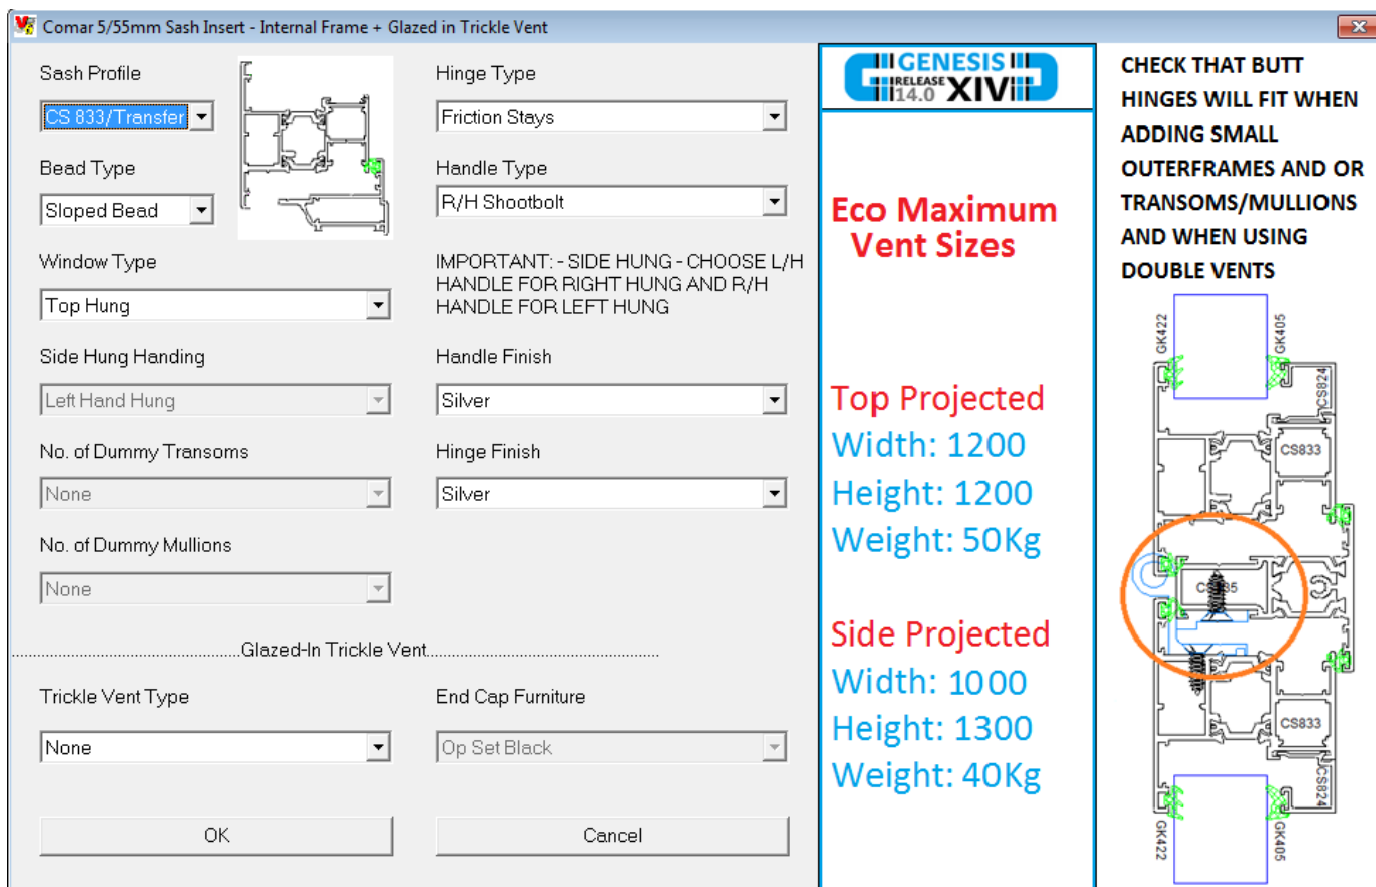 Comar 5/55mm Sash Insert - Internal Frame + Glazed in Trickle Vent
Sash Profile
CS 833/Transfer
Bead Type
Sloped Bead
Window Type
Top Hung
Side Hung Handing
Left Hand Hung
No. of Dummy Transoms
None
No. of Dummy Mullions
None
Hinge Type
Friction Stays
Handle Type
R/H Shootbolt
IMPORTANT: - SIDE HUNG - CHOOSE L/H
HANDLE FOR RIGHT HUNG AND R/H
HANDLE FOR LEFT HUNG
Handle Finish
Silver
Hinge Finish
Silver
Glazed-In Trickle Vent
Trickle Vent Type
None
End Cap Furniture
Op Set Black
OK
Cancel
GENESIS
RELEASE
14.0 XIV
Eco Maximum
Vent Sizes
Top Projected
Width: 1200
Height: 1200
Weight: 50Kg
Side Projected
Width: 1000
Height: 1300
Weight: 40Kg
CHECK THAT BUTT
HINGES WILL FIT WHEN
ADDING SMALL
OUTERFRAMES AND OR
TRANSOMS/MULLIONS
AND WHEN USING
DOUBLE VENTS
GK422
GK405
CS824
CS833
CS833
CS824
GK422
GK405